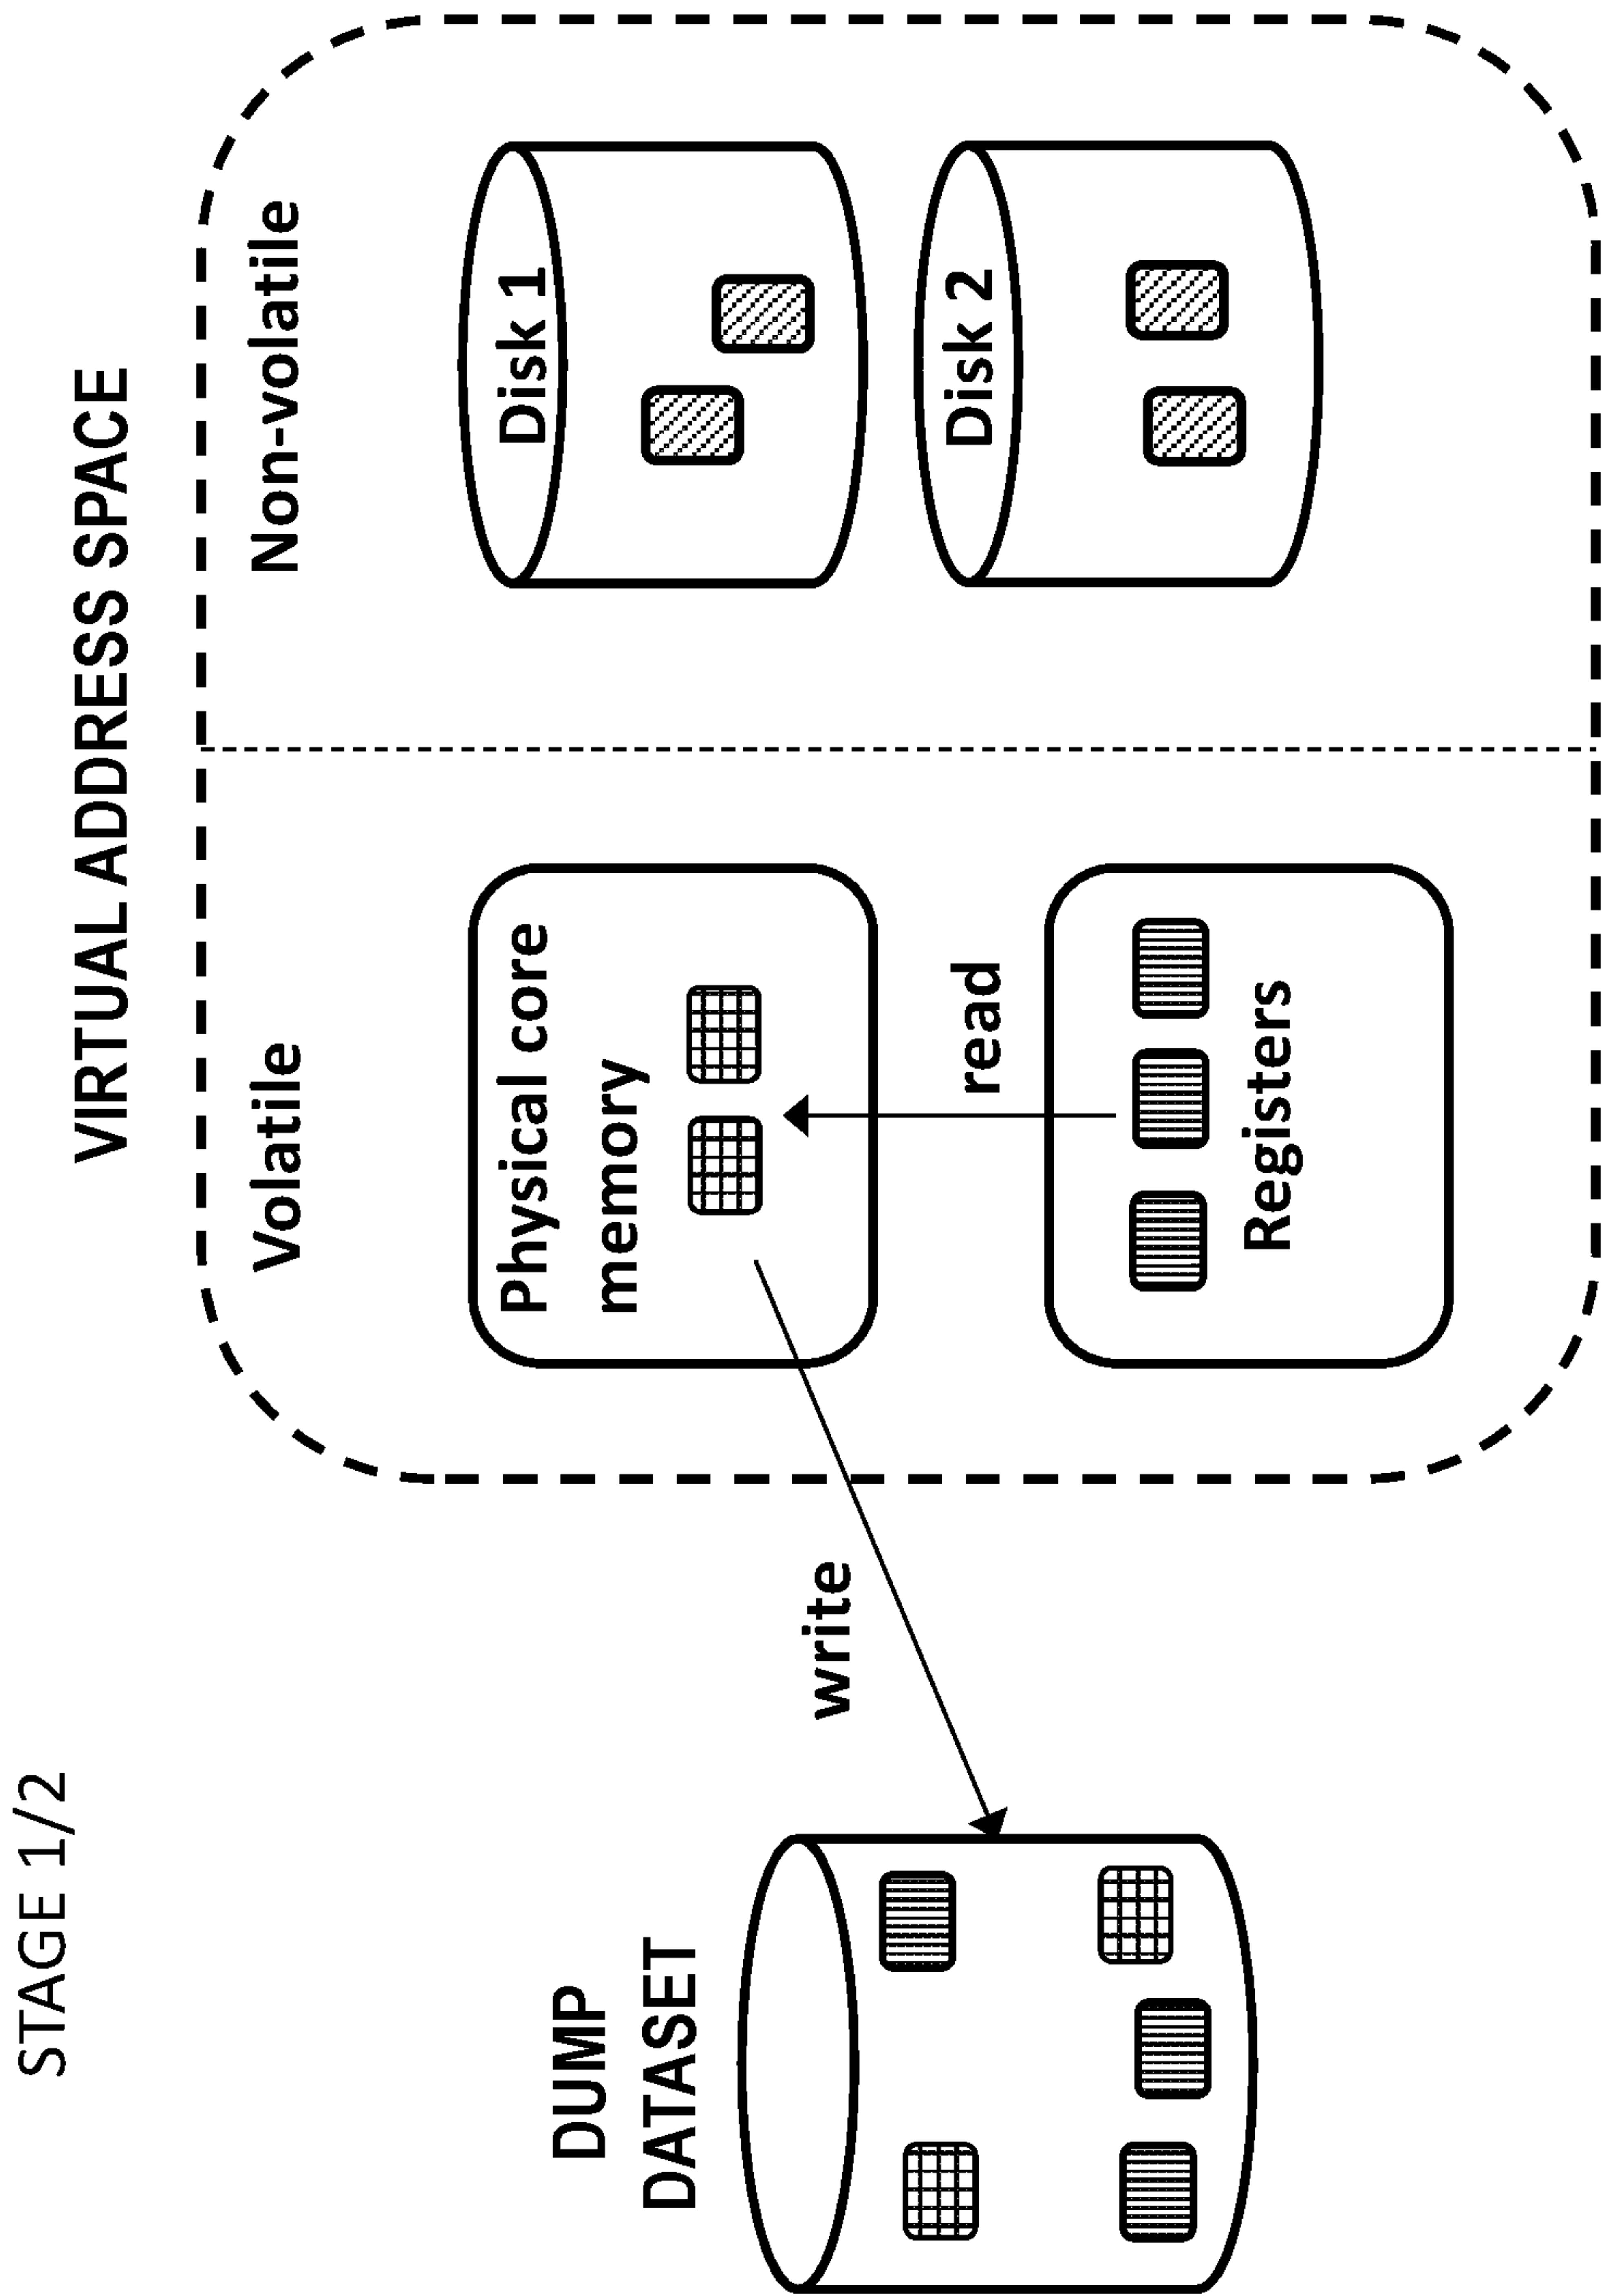 STAGE 1/2
VIRTUAL ADDRESS SPACE
Volatile
Non-volatile
Physical core
memory
Disk 1
DUMP
DATASET
write
read
Disk 2
Registers